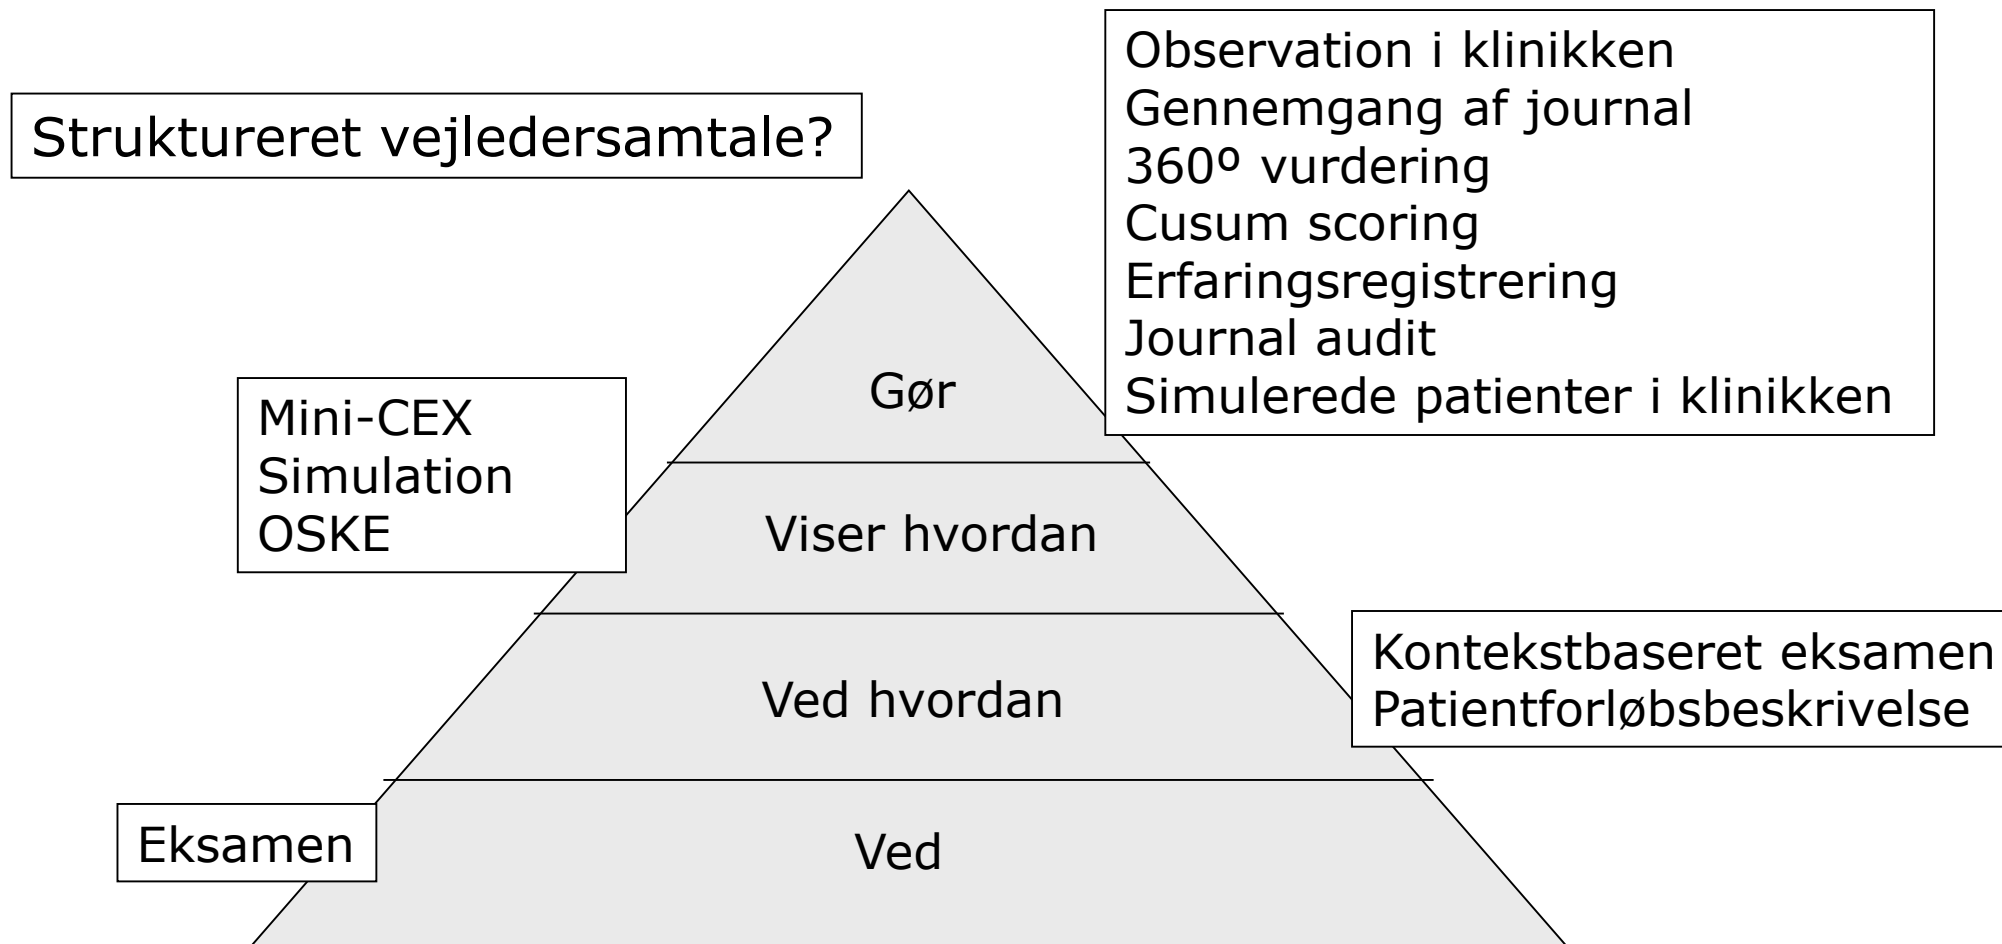 Struktureret vejledersamtale?
Observation i klinikken
Gennemgang af journal
360º vurdering
Cusum scoring
Erfaringsregistrering
Journal audit
Simulerede patienter i klinikken
Gør
Mini-CEX
Simulation
OSKE
Viser hvordan
Kontekstbaseret eksamen
Patientforløbsbeskrivelse
Ved hvordan
Eksamen
Ved